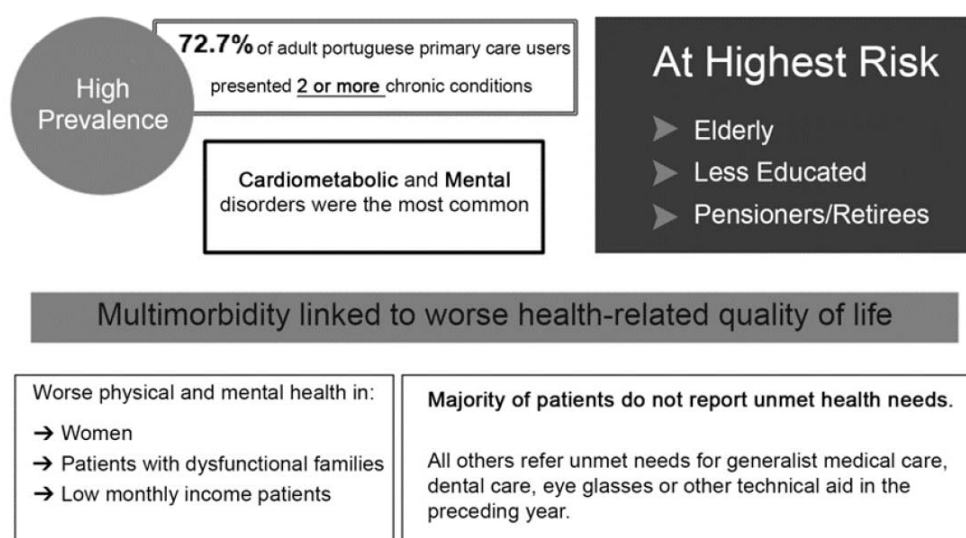 High
Prevalence
72.7% of adult portuguese primary care users
presented 2 or more chronic conditions
Cardiometabolic and Mental
disorders were the most common
At Highest Risk
Elderly
Less Educated
Pensioners/Retirees
Multimorbidity linked to worse health-related quality of life
Worse physical and mental health in:
→ Women
→ Patients with dysfunctional families
→ Low monthly income patients
Majority of patients do not report unmet health needs.
All others refer unmet needs for generalist medical care,
dental care, eye glasses or other technical aid in the
preceding year.